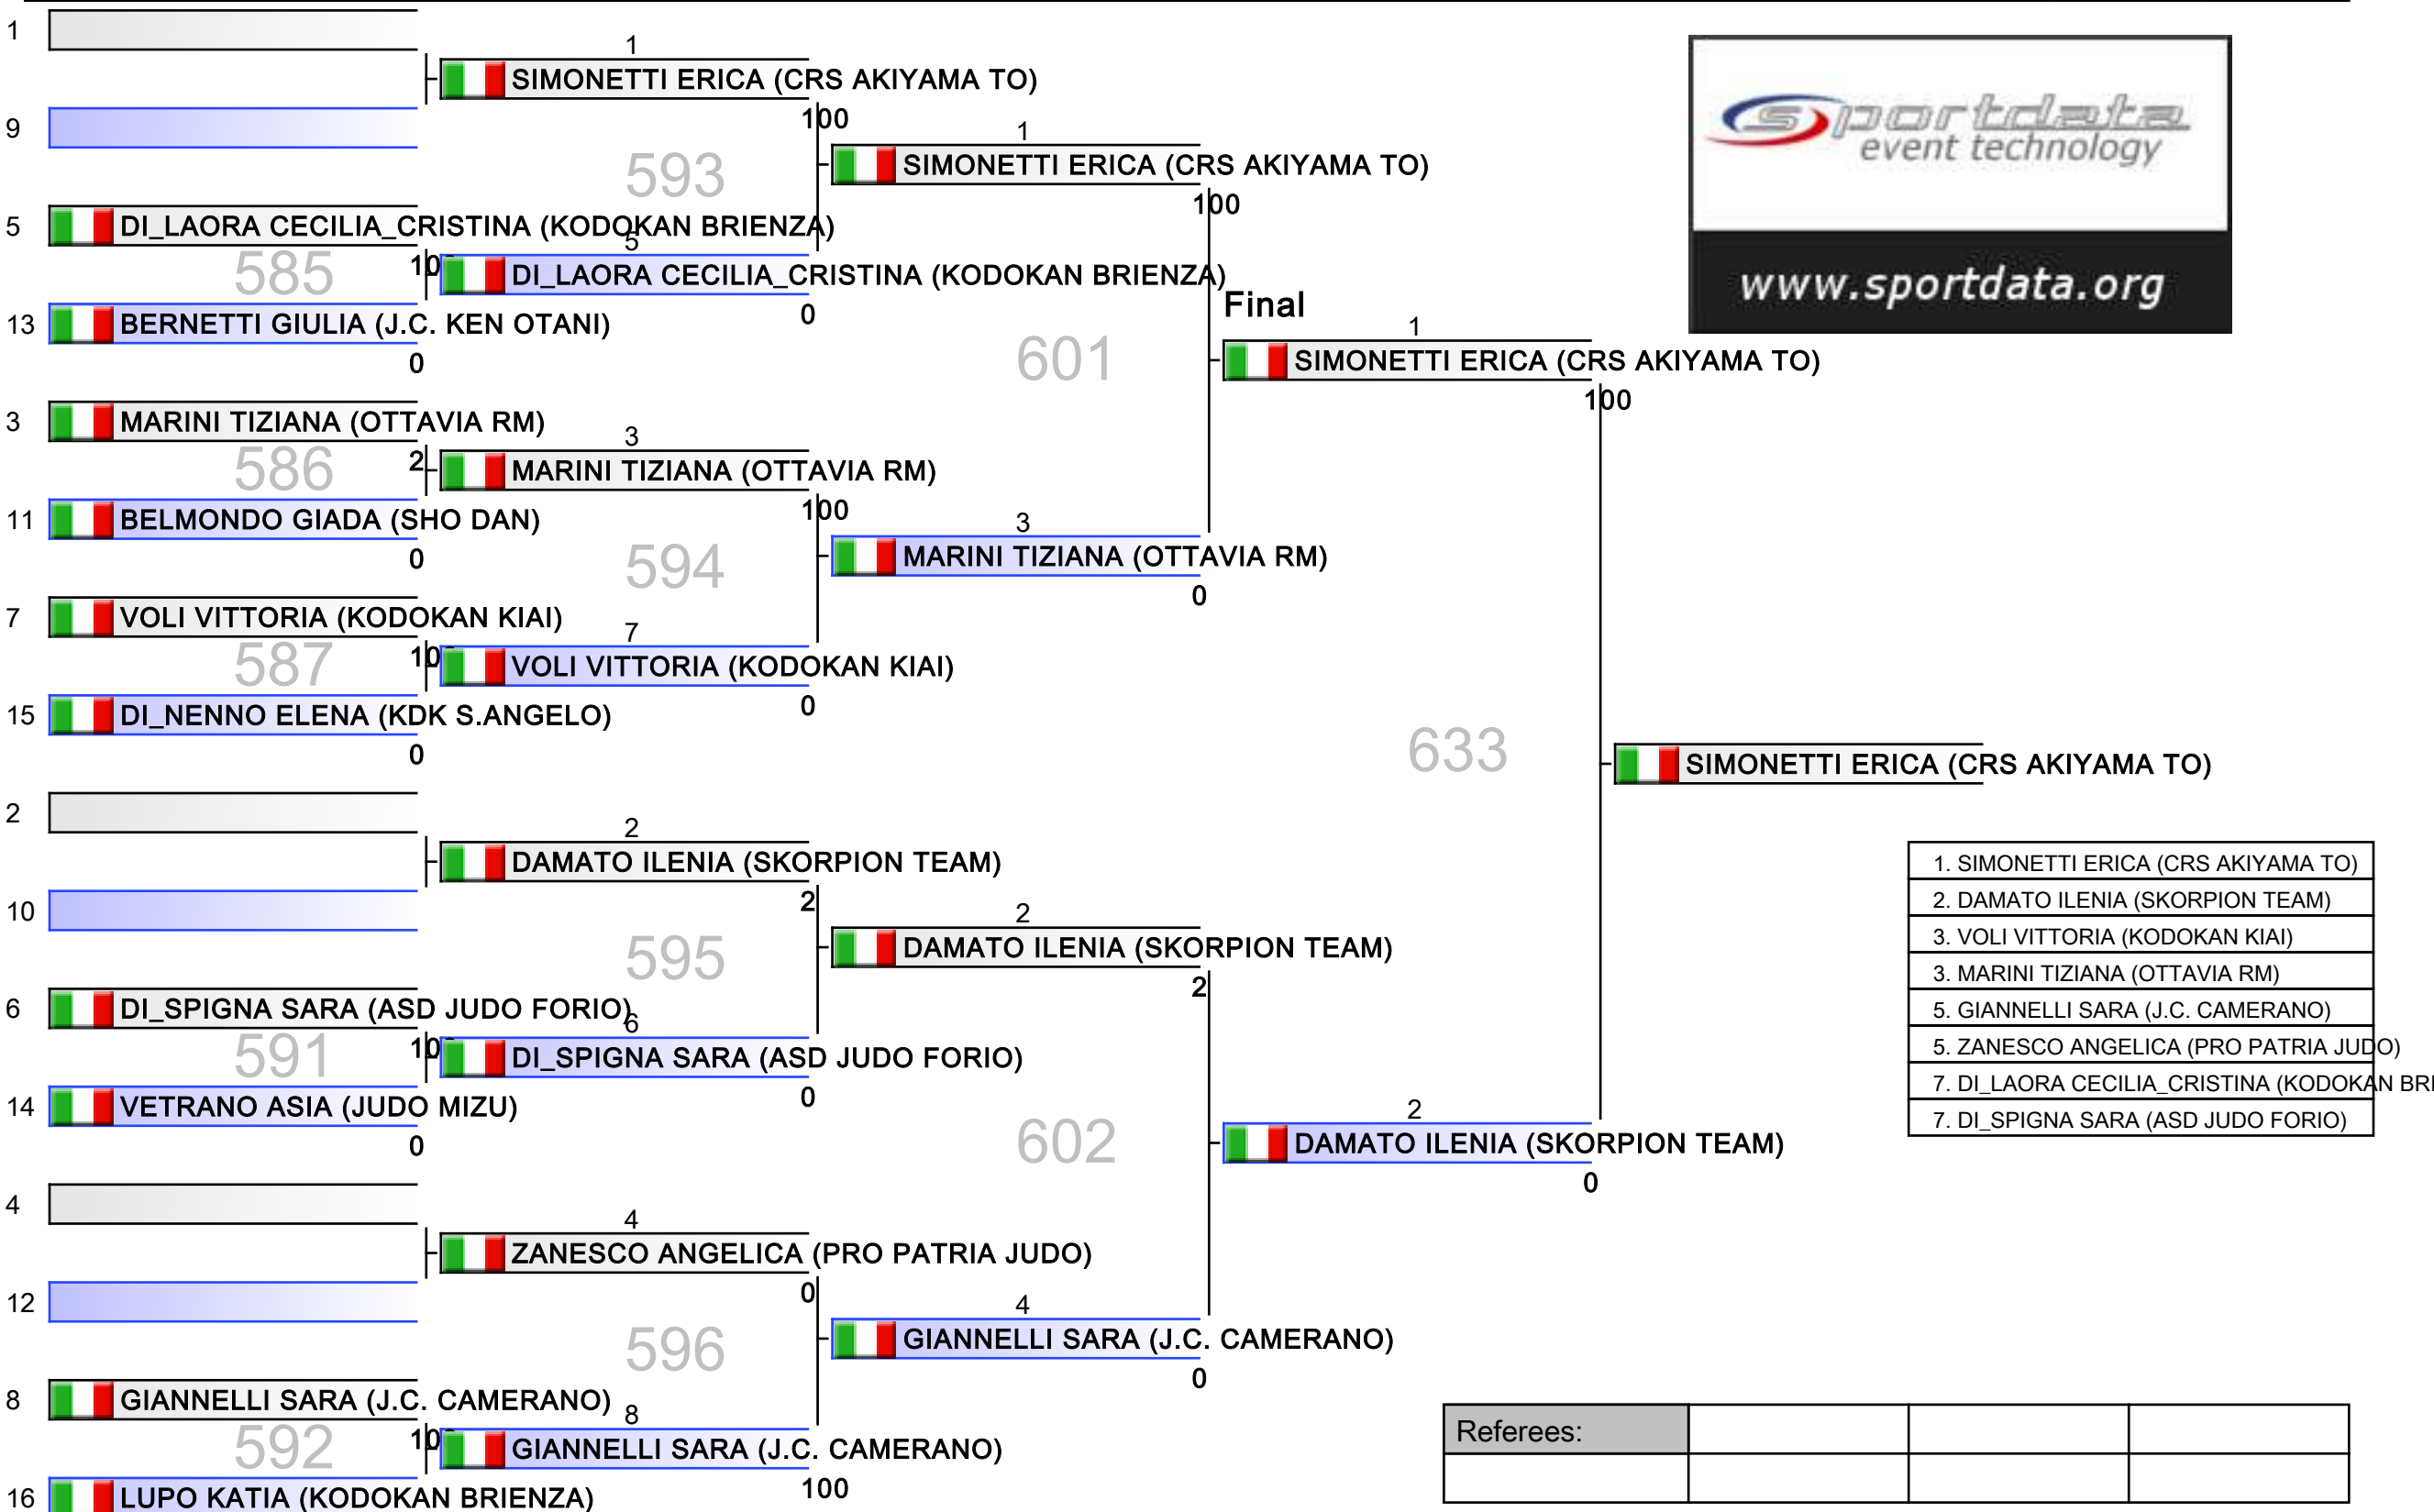 1
1
SIMONETTI ERICA (CRS AKIYAMA TO)
100
9
593
1
SIMONETTI ERICA (CRS AKIYAMA TO)
100
sportdata
event technology
www.sportdata.org
5
DI_LAORA CECILIA_CRISTINA (KODOKAN BRIENZA)
585
5
DI_LAORA CECILIA_CRISTINA (KODOKAN BRIENZA)
0
13
BERNETTI GIULIA (J.C. KEN OTANI)
0
601
Final
1
SIMONETTI ERICA (CRS AKIYAMA TO)
100
3
MARINI TIZIANA (OTTAVIA RM)
586
2
3
MARINI TIZIANA (OTTAVIA RM)
100
11
BELMONDO GIADA (SHO DAN)
0
594
3
MARINI TIZIANA (OTTAVIA RM)
0
7
VOLI VITTORIA (KODOKAN KIAI)
587
7
VOLI VITTORIA (KODOKAN KIAI)
0
15
DI_NENNO ELENA (KDK S.ANGELO)
0
633
SIMONETTI ERICA (CRS AKIYAMA TO)
2
2
DAMATO ILENIA (SKORPION TEAM)
2
10
595
2
DAMATO ILENIA (SKORPION TEAM)
2
6
DI_SPIGNA SARA (ASD JUDO FORIO)
591
6
DI_SPIGNA SARA (ASD JUDO FORIO)
0
14
VETRANO ASIA (JUDO MIZU)
0
602
2
DAMATO ILENIA (SKORPION TEAM)
0
1. SIMONETTI ERICA (CRS AKIYAMA TO)
2. DAMATO ILENIA (SKORPION TEAM)
3. VOLI VITTORIA (KODOKAN KIAI)
3. MARINI TIZIANA (OTTAVIA RM)
5. GIANNELLI SARA (J.C. CAMERANO)
5. ZANESCO ANGELICA (PRO PATRIA JUDO)
7. DI_LAORA CECILIA_CRISTINA (KODOKAN
7. DI_SPIGNA SARA (ASD JUDO FORIO)
4
4
ZANESCO ANGELICA (PRO PATRIA JUDO)
0
12
596
4
GIANNELLI SARA (J.C. CAMERANO)
0
8
GIANNELLI SARA (J.C. CAMERANO)
592
8
GIANNELLI SARA (J.C. CAMERANO)
100
16
LUPO KATIA (KODOKAN BRIENZA)
Referees: